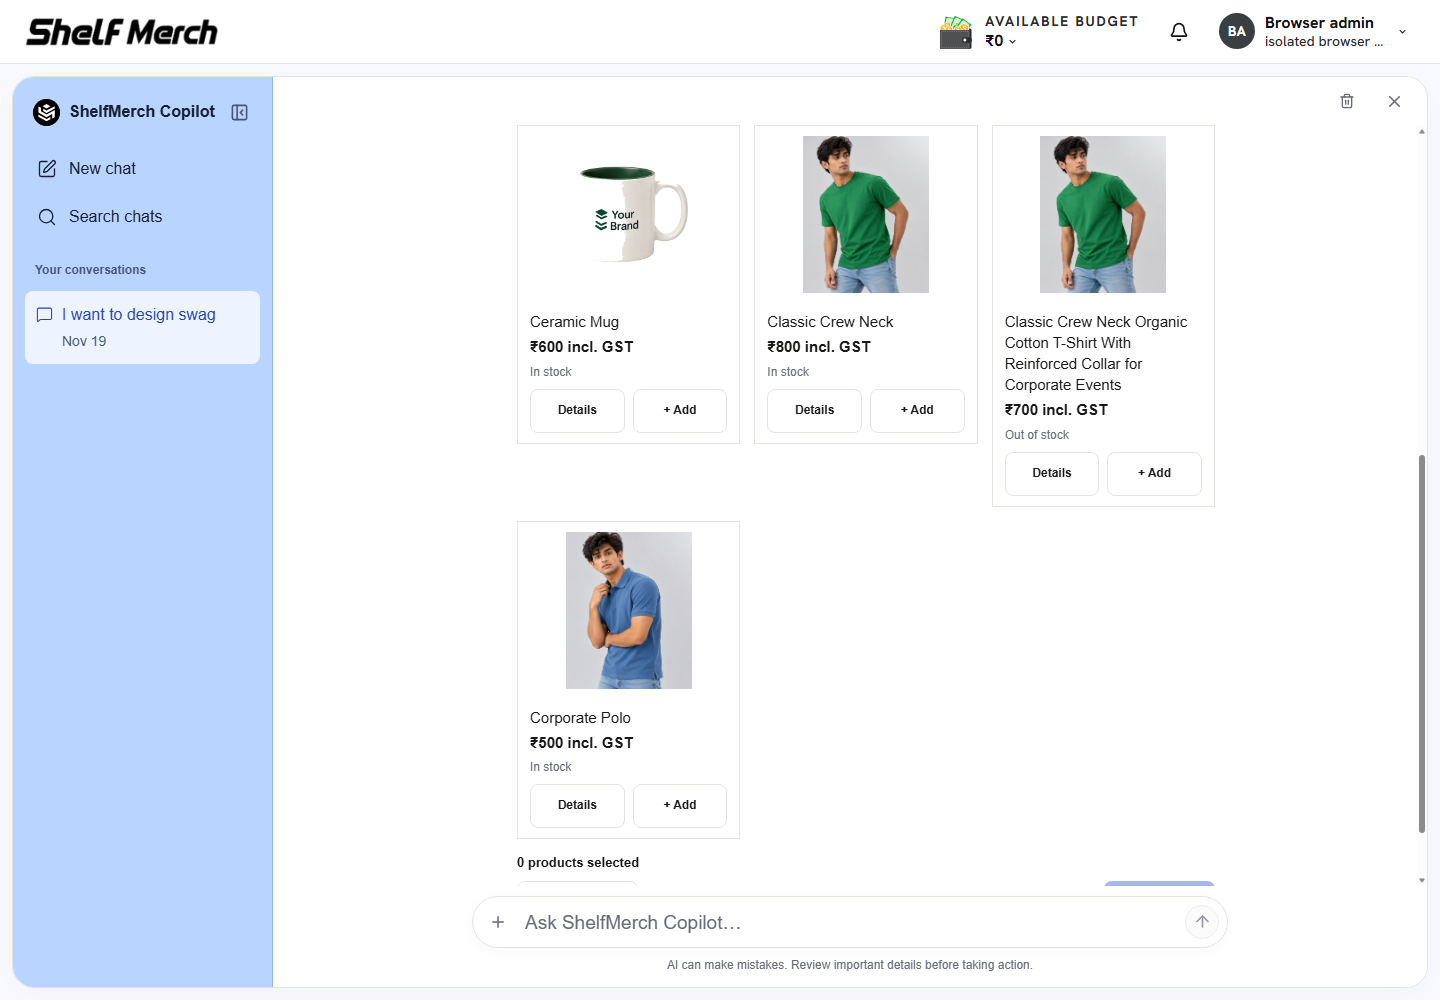 Shelf Merch
AVAILABLE BUDGET
₹0
BA
Browser admin
isolated browser ...
ShelfMerch Copilot
New chat
Search chats
Your conversations
I want to design swag
Nov 19
Your
Brand
Ceramic Mug
₹600 incl. GST
In stock
Details
+ Add
Classic Crew Neck
₹800 incl. GST
In stock
Details
+ Add
Classic Crew Neck Organic
Cotton T-Shirt With
Reinforced Collar for
Corporate Events
₹700 incl. GST
Out of stock
Details
+ Add
Corporate Polo
₹500 incl. GST
In stock
Details
+ Add
0 products selected
Ask ShelfMerch Copilot…
AI can make mistakes. Review important details before taking action.